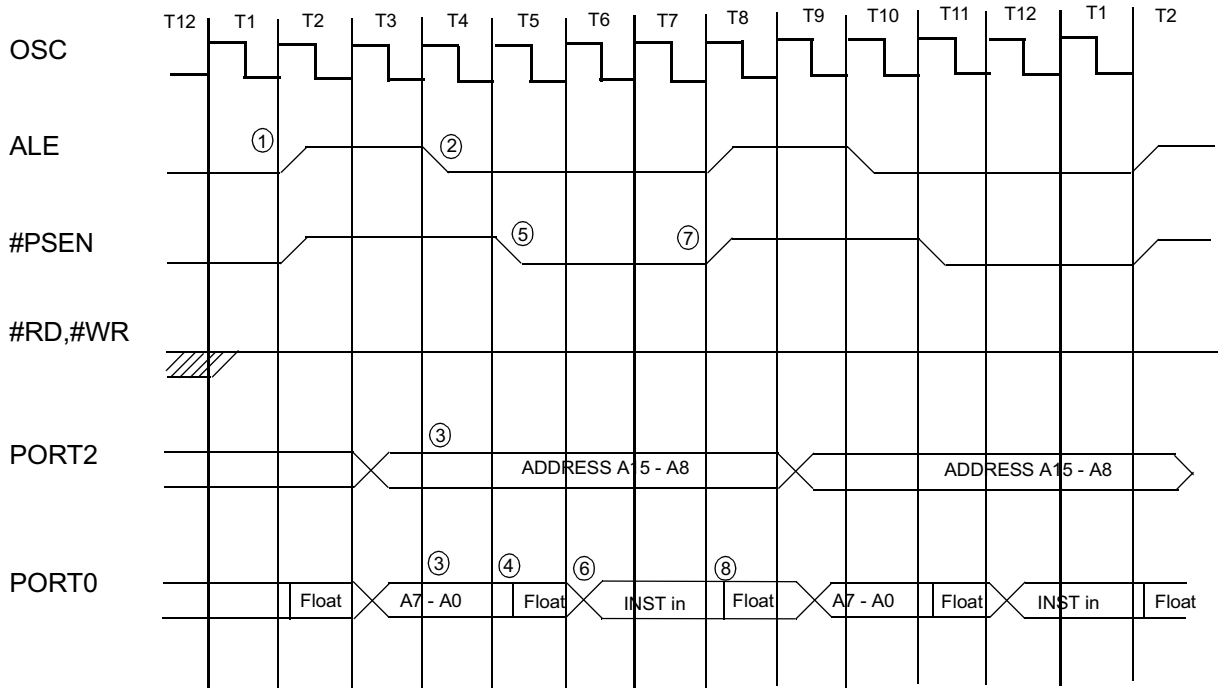 T12 T1 T2 T3 T4 T5 T6 T7 T8 T9 T10 T11 T12 T1 T2
OSC
ALE ① ②
#PSEN ⑤ ⑦
#RD,#WR
③
PORT2 ADDRESS A15 - A8 ADDRESS A15 - A8
③ ④ ⑥ ⑧
PORT0 Float A7 - A0 Float INST in Float A7 - A0 Float INST in Float